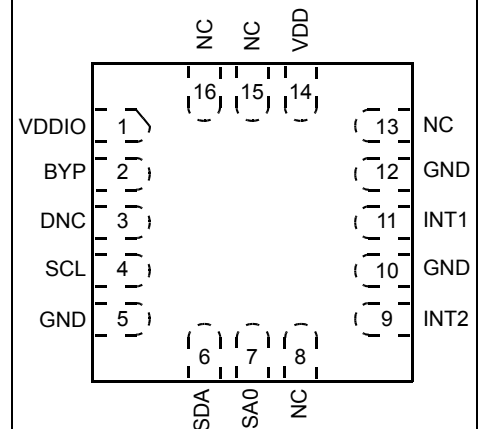 NC NC VDD
16 15 14
VDDIO 1 13 NC
BYP 2 12 GND
DNC 3 11 INT1
SCL 4 10 GND
GND 5 9 INT2
6 7 8
SDA SA0 NC